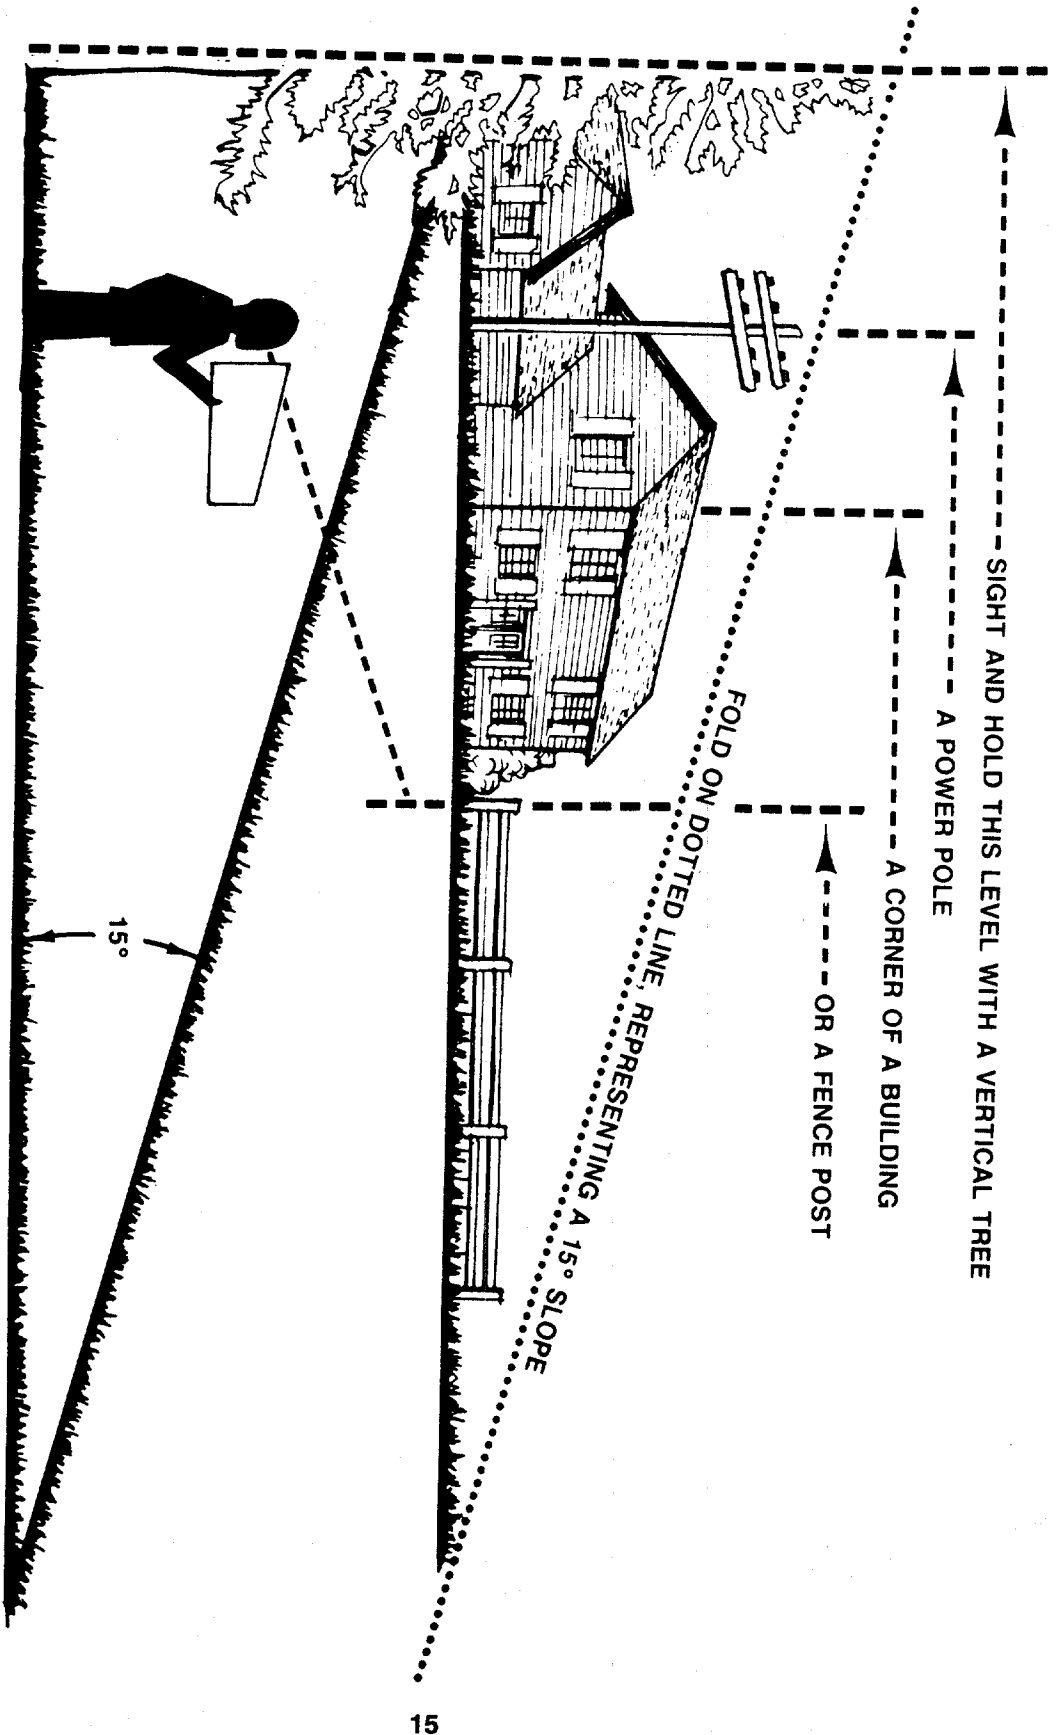 SIGHT AND HOLD THIS LEVEL WITH A VERTICAL TREE
A POWER POLE
A CORNER OF A BUILDING
OR A FENCE POST
FOLD ON DOTTED LINE, REPRESENTING A 15° SLOPE
15°
15